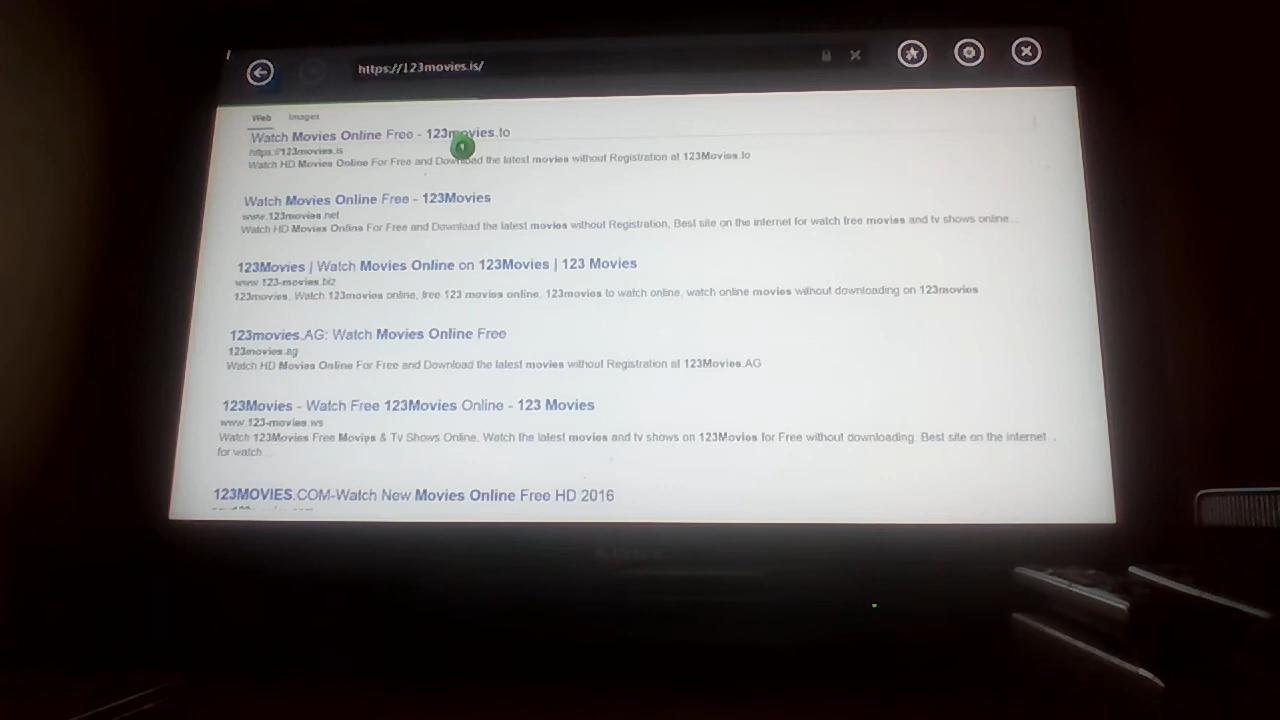 https://123movies.is/
Web Images
Watch Movies Online Free - 123movies.to
https://123movies.is
Watch HD Movies Online For Free and Download the latest movies without Registration at 123Movies.to
Watch Movies Online Free - 123Movies
www.123movies.net
Watch HD Movies Online For Free and Download the latest movies without Registration, Best site on the internet for watch free movies and tv shows online...
123Movies | Watch Movies Online on 123Movies | 123 Movies
www.123-movies.biz
123movies, Watch 123movies online, free 123 movies online, 123movies to watch online, watch online movies without downloading on 123movies
123movies.AG: Watch Movies Online Free
123movies.ag
Watch HD Movies Online For Free and Download the latest movies without Registration at 123Movies.AG
123Movies - Watch Free 123Movies Online - 123 Movies
www.123-movies.ws
Watch 123Movies Free Movies & Tv Shows Online. Watch the latest movies and tv shows on 123Movies for Free without downloading. Best site on the internet
for watch ...
123MOVIES.COM-Watch New Movies Online Free HD 2016